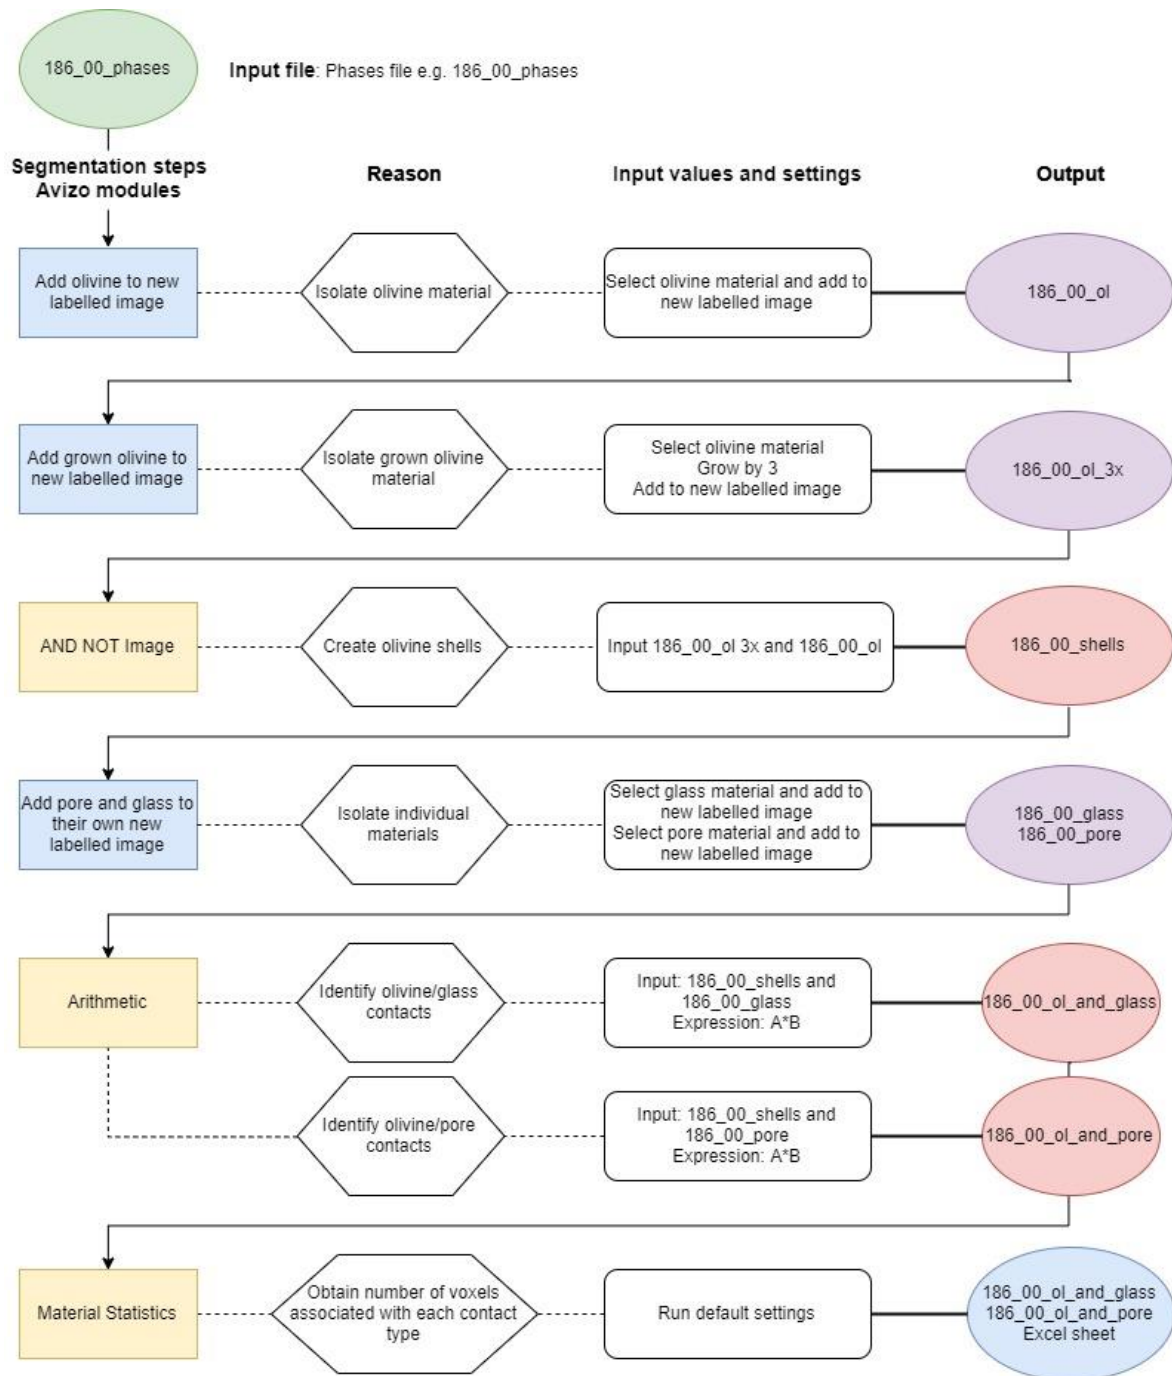 186_00_phases
Input file: Phases file e.g. 186_00_phases
Segmentation steps
Avizo modules
Reason
Input values and settings
Output
Add olivine to new
labelled image
Isolate olivine material
Select olivine material and add to
new labelled image
186_00_ol
Add grown olivine to
new labelled image
Isolate grown olivine
material
Select olivine material
Grow by 3
Add to new labelled image
186_00_ol_3x
AND NOT Image
Create olivine shells
Input 186_00_ol 3x and 186_00_ol
186_00_shells
Add pore and glass to
their own new
labelled image
Isolate individual
materials
Select glass material and add to
new labelled image
Select pore material and add to
new labelled image
186_00_glass
186_00_pore
Arithmetic
Identify olivine/glass
contacts
Input: 186_00_shells and
186_00_glass
Expression: A*B
186_00_ol_and_glass
Identify olivine/pore
contacts
Input: 186_00_shells and
186_00_pore
Expression: A*B
186_00_ol_and_pore
Material Statistics
Obtain number of voxels
associated with each contact
type
Run default settings
186_00_ol_and_glass
186_00_ol_and_pore
Excel sheet